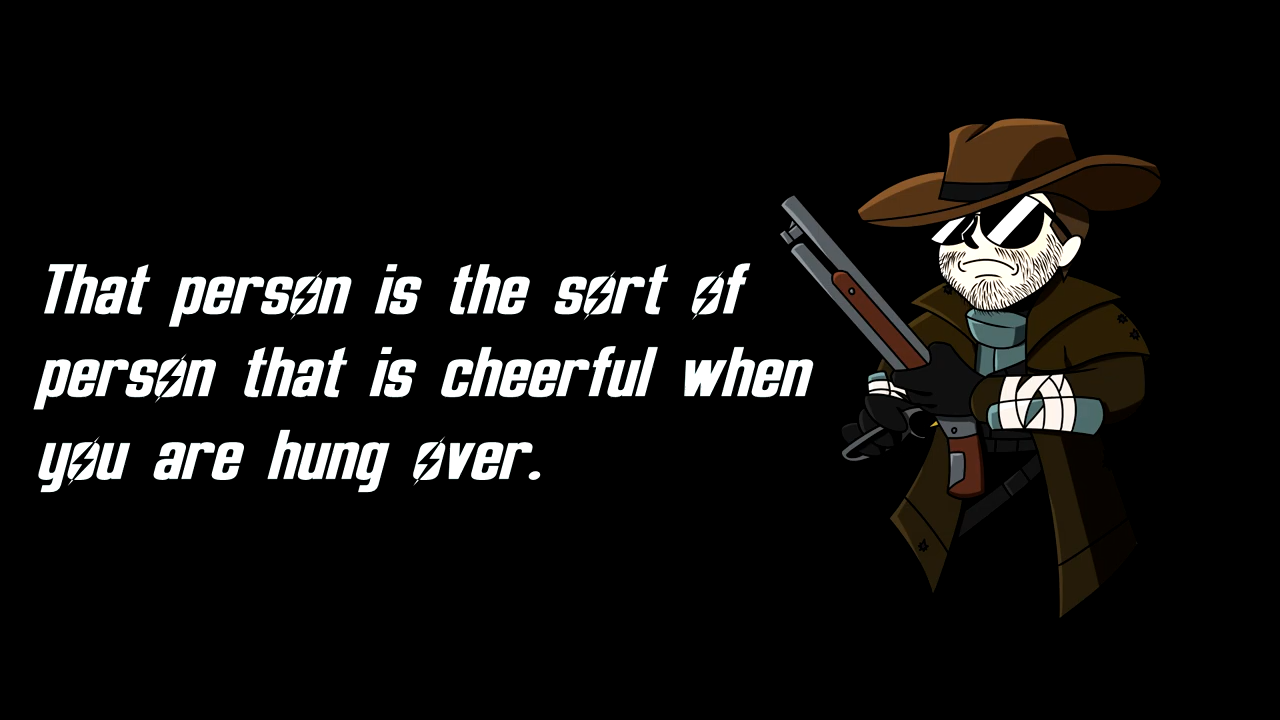 That person is the sort of
person that is cheerful when
you are hung over.